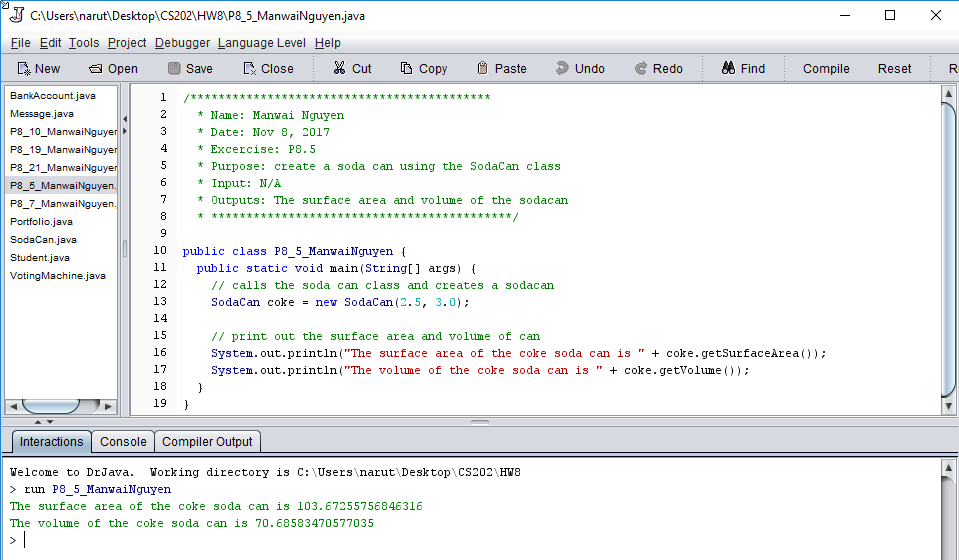 C:\Users\narut\Desktop\CS202\HW8\P8_5_ManwaiNguyen.java
File Edit Tools Project Debugger Language Level Help
New Open Save Close Cut Copy Paste Undo Redo Find Compile Reset R
BankAccount.java
Message.java
P8_10_ManwaiNguyen
P8_19_ManwaiNguyen
P8_21_ManwaiNguyen
P8_5_ManwaiNguyen.
P8_7_ManwaiNguyen.
Portfolio.java
SodaCan.java
Student.java
VotingMachine.java
1 /*******************************************
2 * Name: Manwai Nguyen
3 * Date: Nov 8, 2017
4 * Excercise: P8.5
5 * Purpose: create a soda can using the SodaCan class
6 * Input: N/A
7 * Outputs: The surface area and volume of the sodacan
8 * *******************************************/
9
10 public class P8_5_ManwaiNguyen {
11 public static void main(String[] args) {
12 // calls the soda can class and creates a sodacan
13 SodaCan coke = new SodaCan(2.5, 3.0);
14
15 // print out the surface area and volume of can
16 System.out.println("The surface area of the coke soda can is " + coke.getSurfaceArea());
17 System.out.println("The volume of the coke soda can is " + coke.getVolume());
18 }
19 }
Interactions Console Compiler Output
Welcome to DrJava. Working directory is C:\Users\narut\Desktop\CS202\HW8
> run P8_5_ManwaiNguyen
The surface area of the coke soda can is 103.67255756846316
The volume of the coke soda can is 70.68583470577035
>